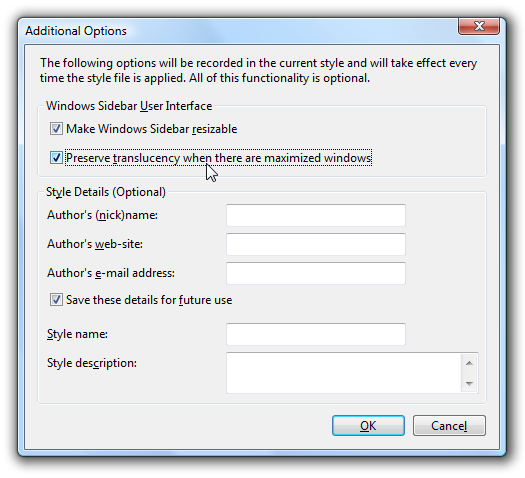 Additional Options
The following options will be recorded in the current style and will take effect every
time the style file is applied. All of this functionality is optional.
Windows Sidebar User Interface
Make Windows Sidebar resizable
Preserve translucency when there are maximized windows
Style Details (Optional)
Author's (nick)name:
Author's web-site:
Author's e-mail address:
Save these details for future use
Style name:
Style description:
OK Cancel